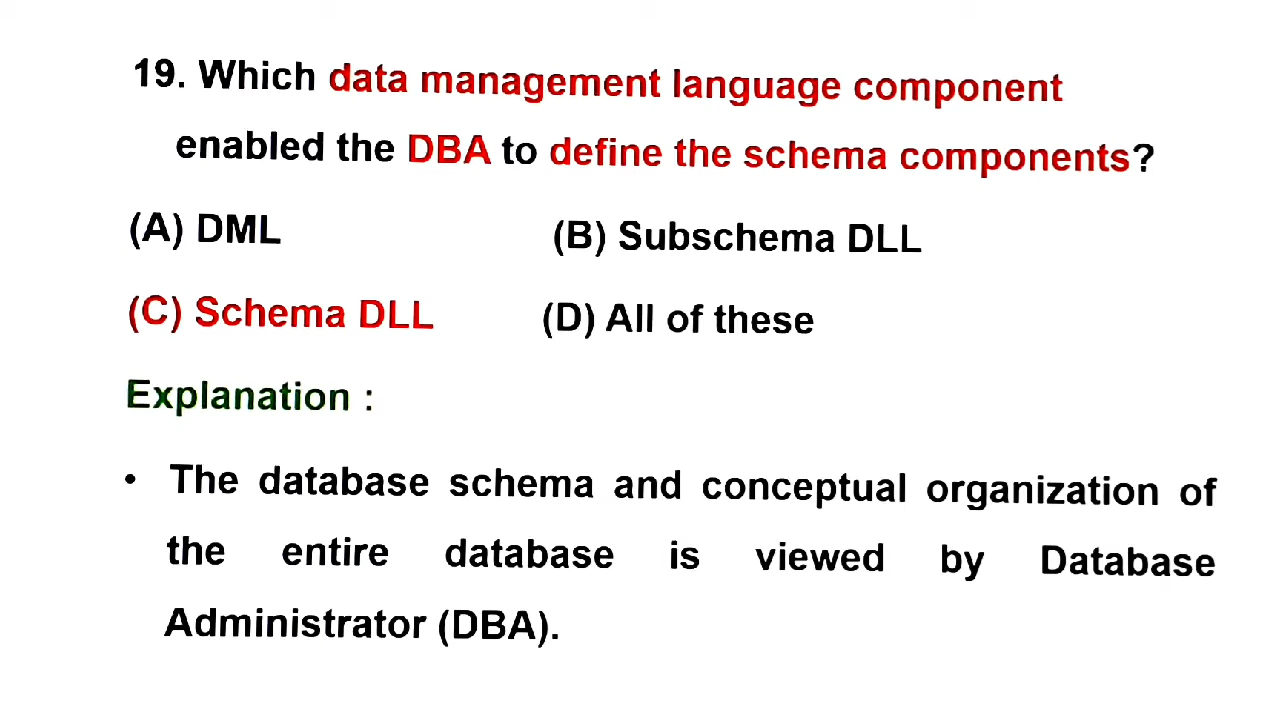 19. Which data management language component
enabled the DBA to define the schema components?
(A) DML (B) Subschema DLL
(C) Schema DLL (D) All of these
Explanation :
• The database schema and conceptual organization of
the entire database is viewed by Database
Administrator (DBA).